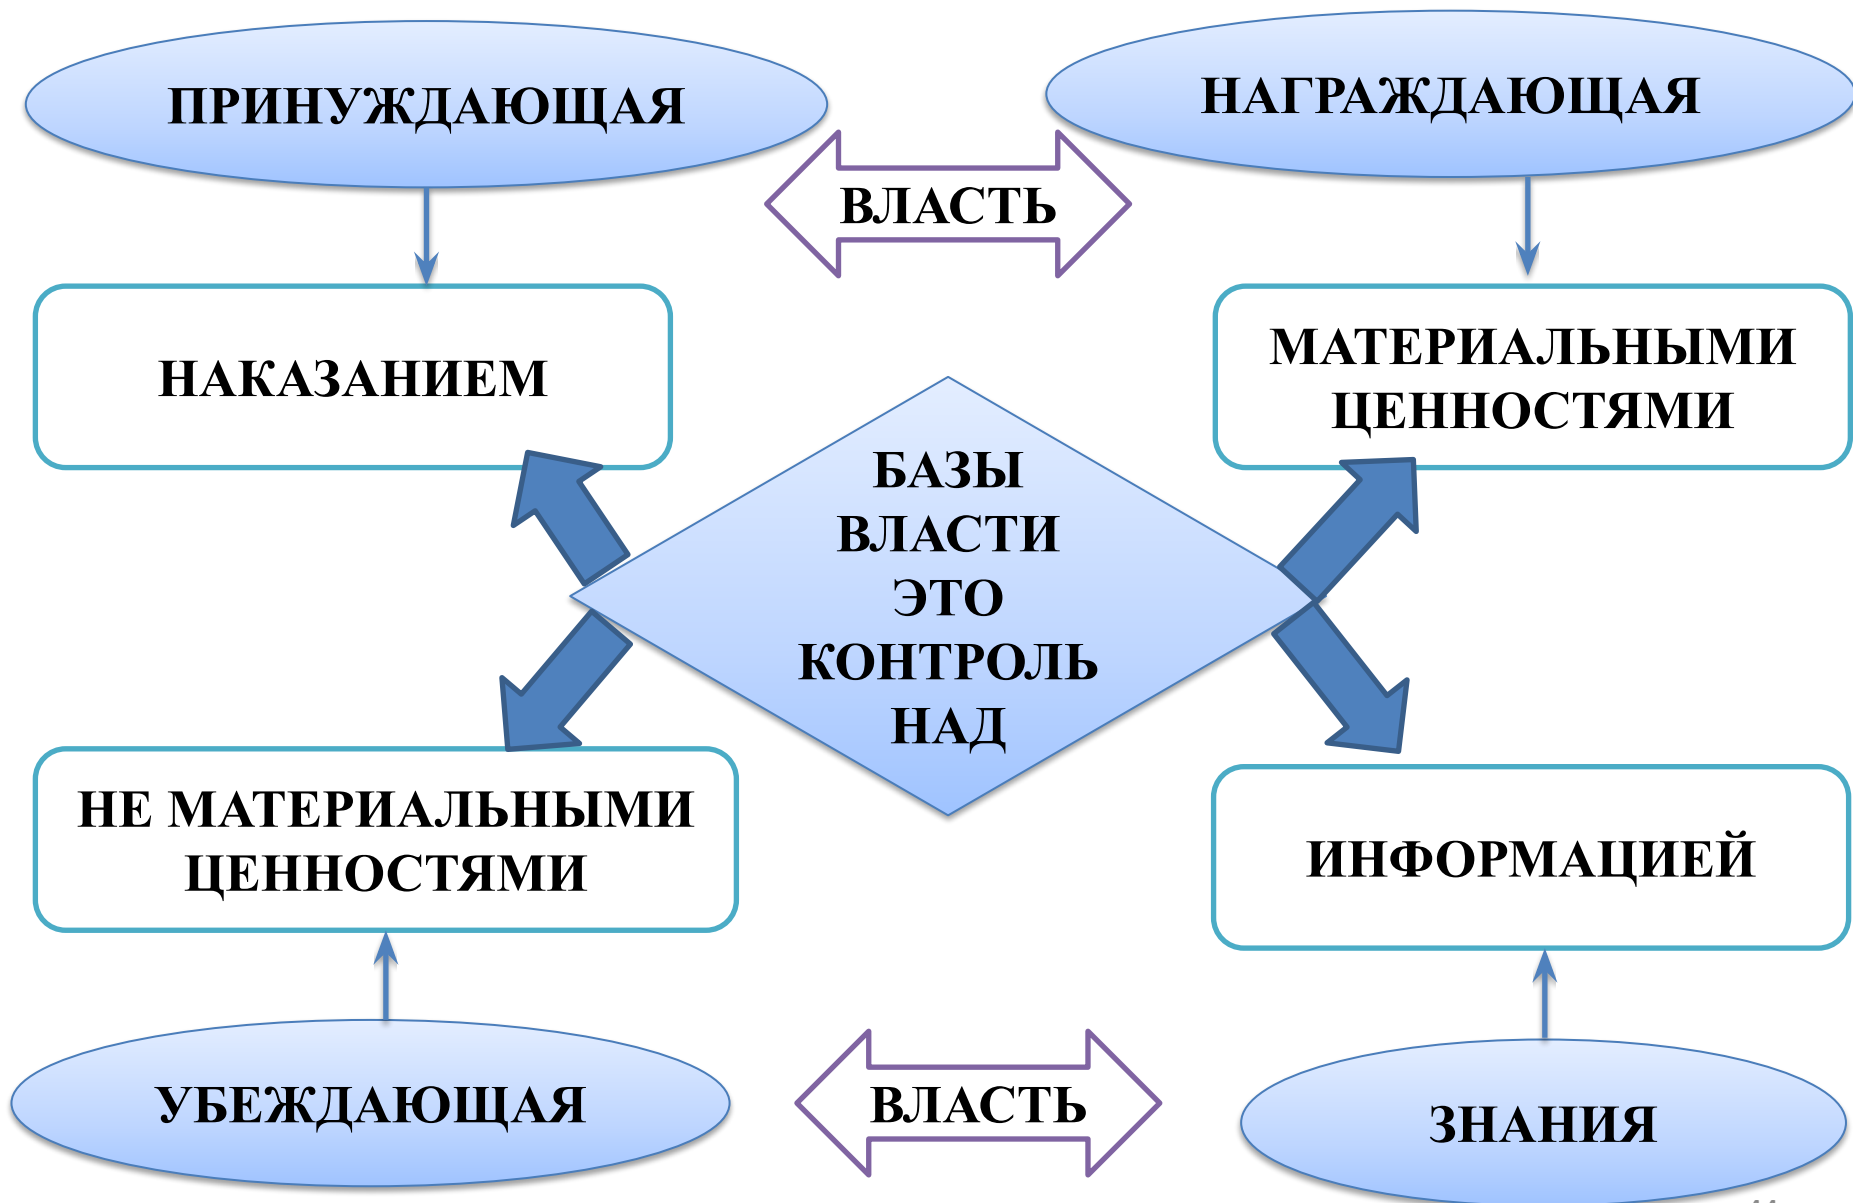 ПРИНУЖДАЮЩАЯ
НАГРАЖДАЮЩАЯ
ВЛАСТЬ
НАКАЗАНИЕМ
МАТЕРИАЛЬНЫМИ
ЦЕННОСТЯМИ
БАЗЫ
ВЛАСТИ
ЭТО
КОНТРОЛЬ
НАД
НЕ МАТЕРИАЛЬНЫМИ
ЦЕННОСТЯМИ
ИНФОРМАЦИЕЙ
УБЕЖДАЮЩАЯ
ВЛАСТЬ
ЗНАНИЯ